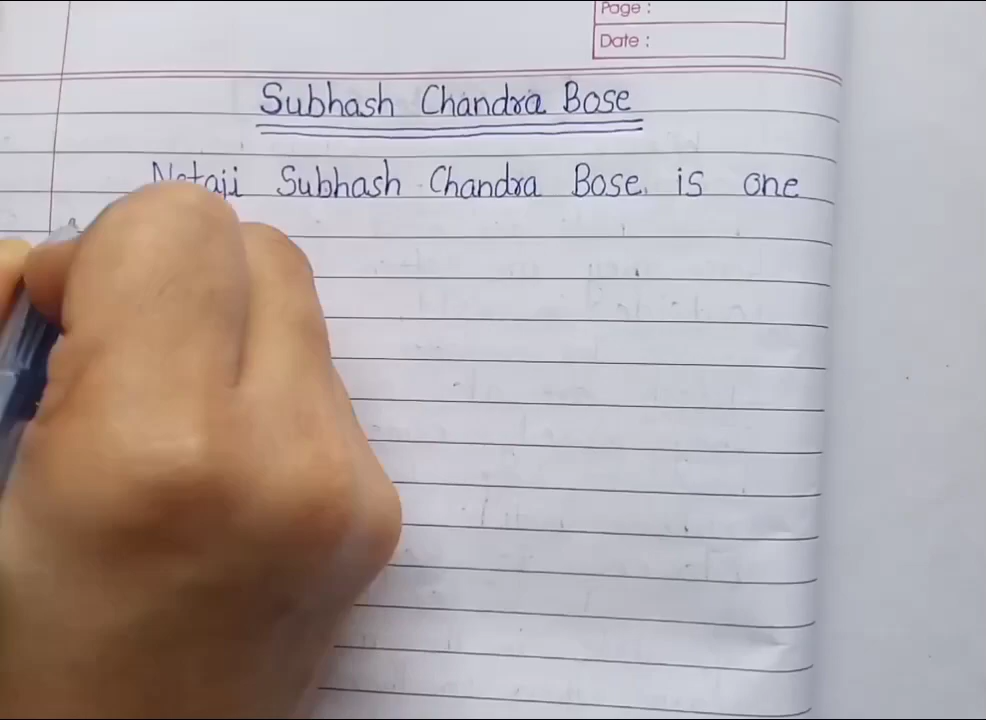 Page :
Date :
Subhash Chandra Bose
Netaji Subhash Chandra Bose is one